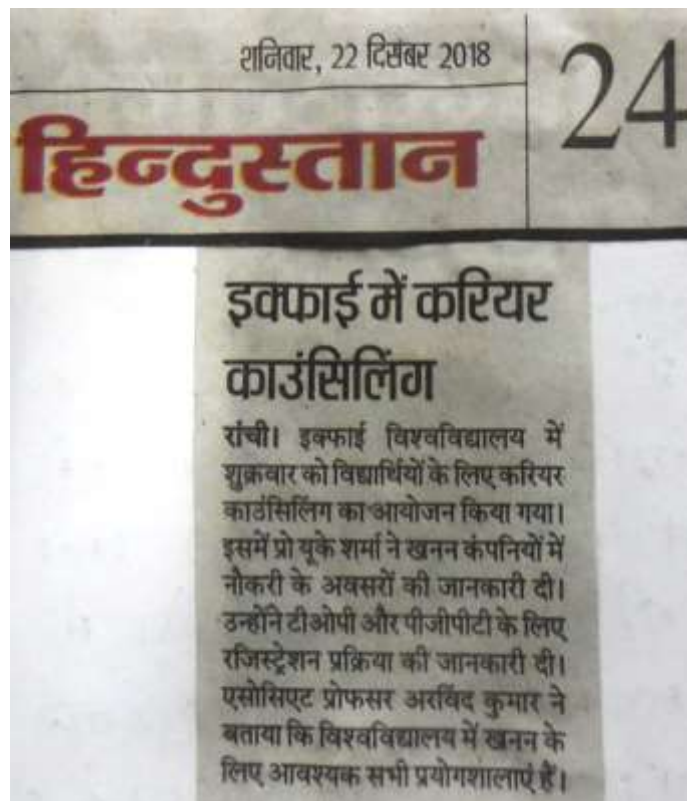 शनिवार, 22 दिसंबर 2018
24
हिन्दुस्तान
इक्फाई में करियर
काउंसिलिंग
रांची। इक्फाई विश्वविद्यालय में
शुक्रवार को विद्यार्थियों के लिए करियर
काउंसिलिंग का आयोजन किया गया।
इसमें प्रो यूके शर्मा ने खनन कंपनियों में
नौकरी के अवसरों की जानकारी दी।
उन्होंने टीओपी और पीजीपीटी के लिए
रजिस्ट्रेशन प्रक्रिया की जानकारी दी।
एसोसिएट प्रोफसर अरविंद कुमार ने
बताया कि विश्वविद्यालय में खनन के
लिए आवश्यक सभी प्रयोगशालाएं हैं।